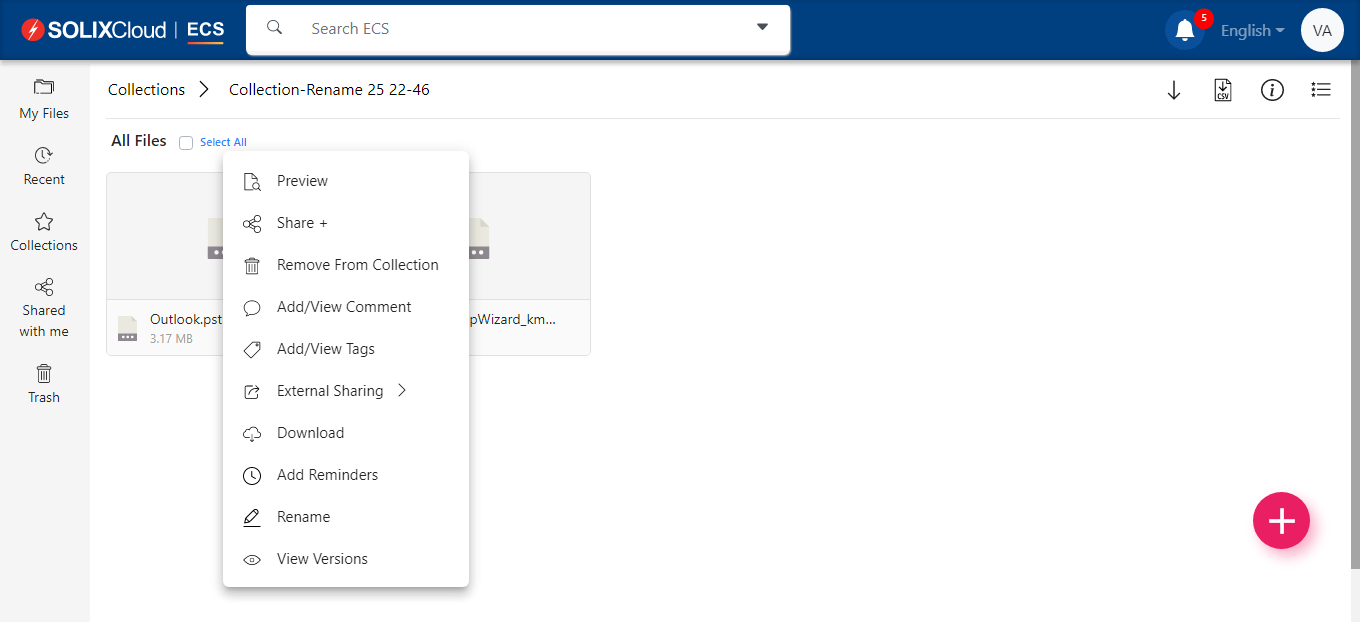 SOLIXCloud | ECS
Search ECS
5
English
VA
My Files
Recent
Collections
Shared
with me
Trash
Collections
Collection-Rename 25 22-46
CSV
All Files
Select All
Outlook.pst
3.17 MB
pWizard_km...
Preview
Share +
Remove From Collection
Add/View Comment
Add/View Tags
External Sharing
Download
Add Reminders
Rename
View Versions